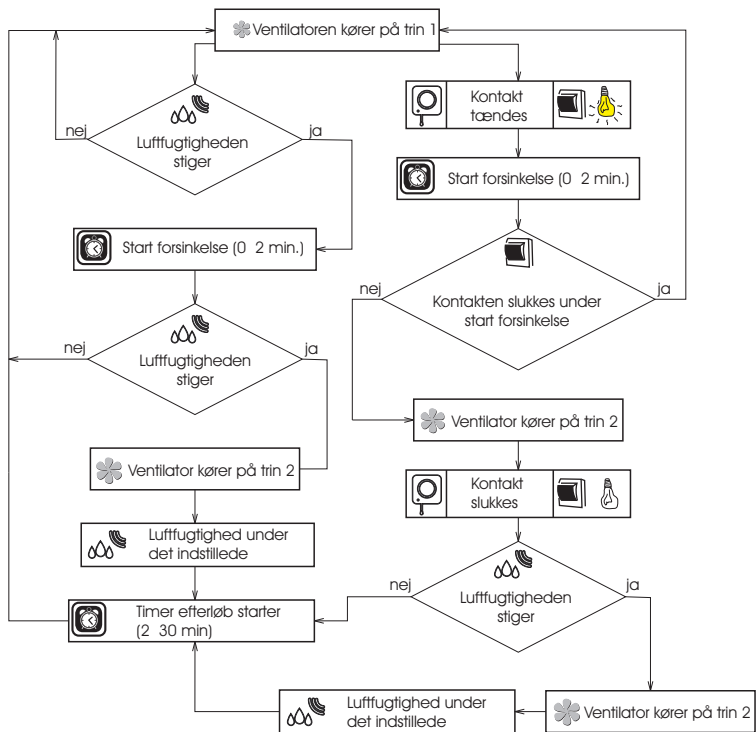 Ventilatoren kører på trin 1
Luftfugtigheden
stiger
nej
ja
Kontakt
tændes
Start forsinkelse (0 2 min.)
Start forsinkelse (0 2 min.)
Kontakten slukkes under
start forsinkelse
nej
ja
Luftfugtigheden
stiger
nej
ja
Ventilator kører på trin 2
Ventilator kører på trin 2
Kontakt
slukkes
Luftfugtighed under
det indstillede
Luftfugtigheden
stiger
nej
ja
Timer efterløb starter
(2 30 min)
Luftfugtighed under
det indstillede
Ventilator kører på trin 2